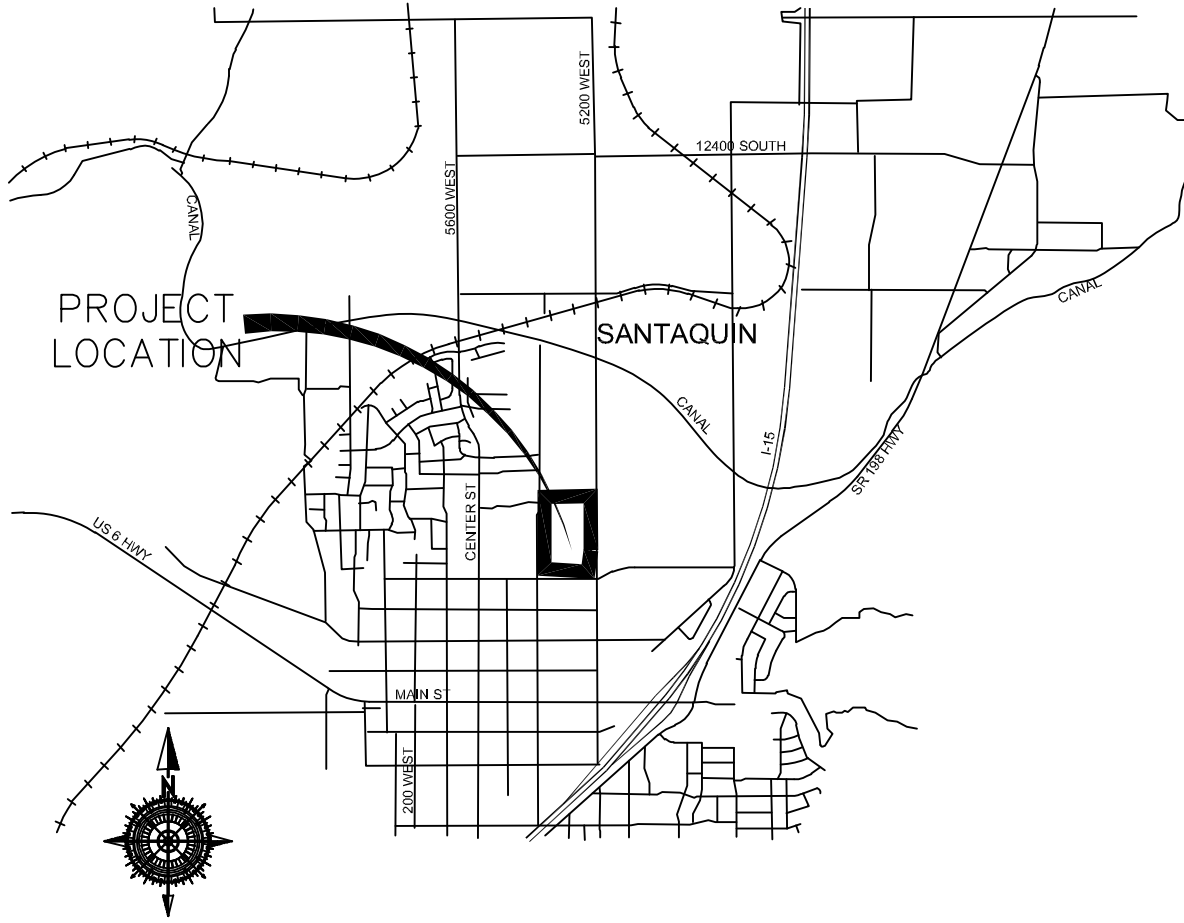 5200 WEST
12400 SOUTH
5600 WEST
CANAL
CANAL
PROJECT
LOCATION
SANTAQUIN
CANAL
I-15
SR 198 HWY
CENTER ST
US 6 HWY
MAIN ST
200 WEST
N